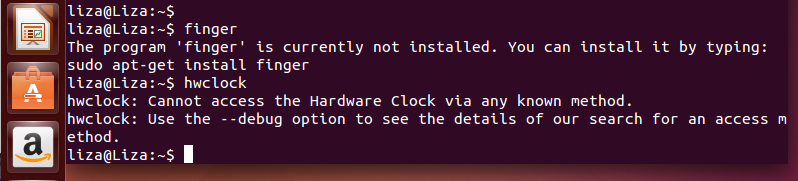 liza@Liza:~$
liza@Liza:~$ finger
The program 'finger' is currently not installed. You can install it by typing:
sudo apt-get install finger
liza@Liza:~$ hwclock
hwclock: Cannot access the Hardware Clock via any known method.
hwclock: Use the --debug option to see the details of our search for an access m
ethod.
liza@Liza:~$